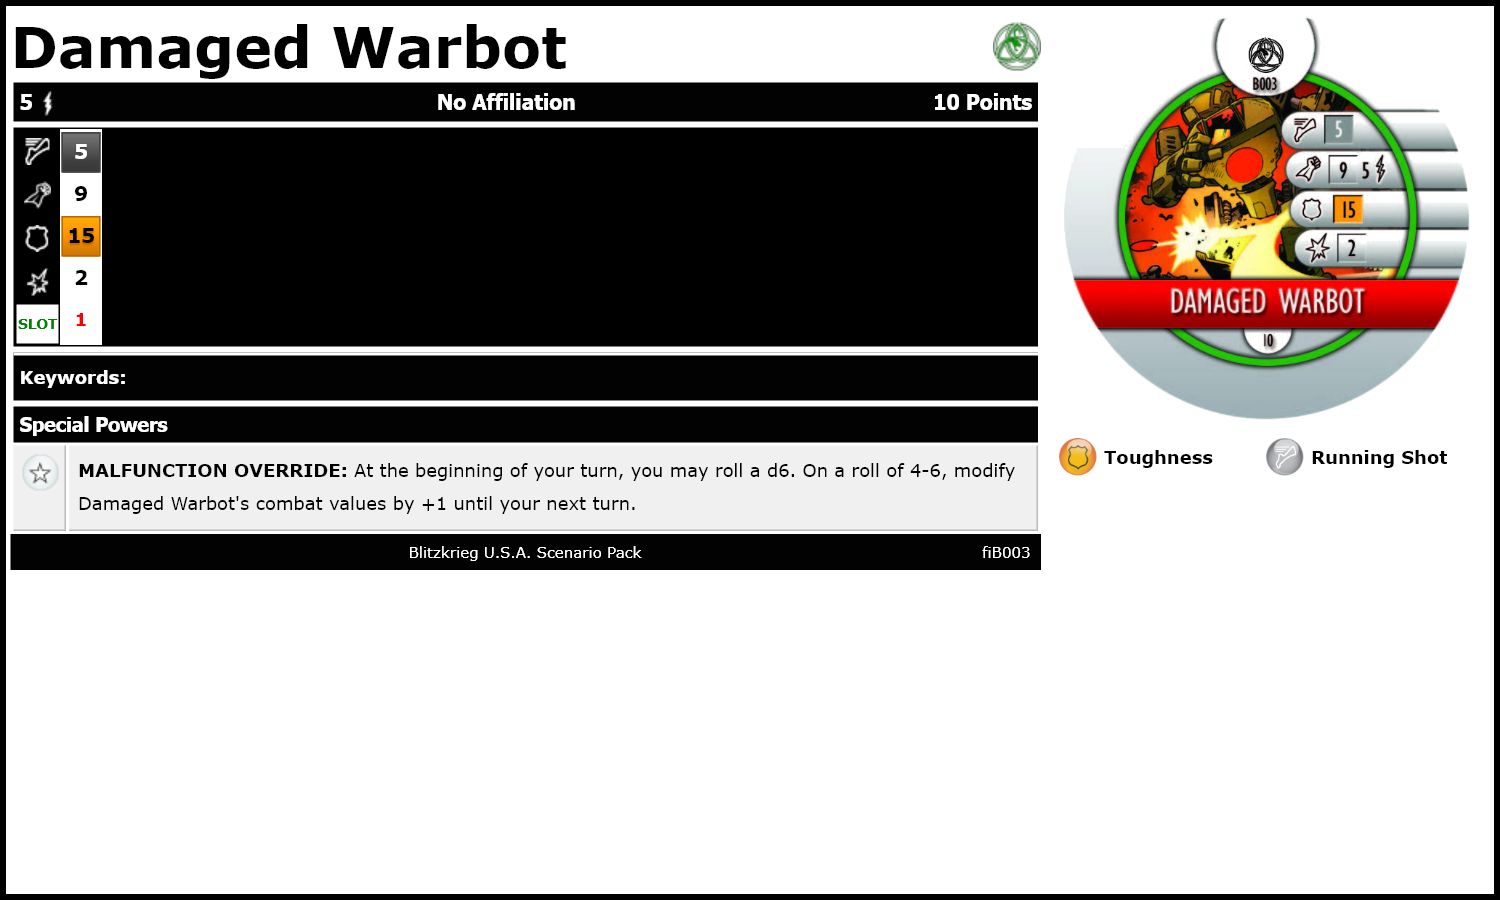 Damaged Warbot
5 No Affiliation 10 Points
5
9
15
2
SLOT 1
Keywords:
Special Powers
MALFUNCTION OVERRIDE: At the beginning of your turn, you may roll a d6. On a roll of 4-6, modify
Damaged Warbot's combat values by +1 until your next turn.
Blitzkrieg U.S.A. Scenario Pack fiB003
B003
5
9 5
15
2
DAMAGED WARBOT
10
Toughness Running Shot